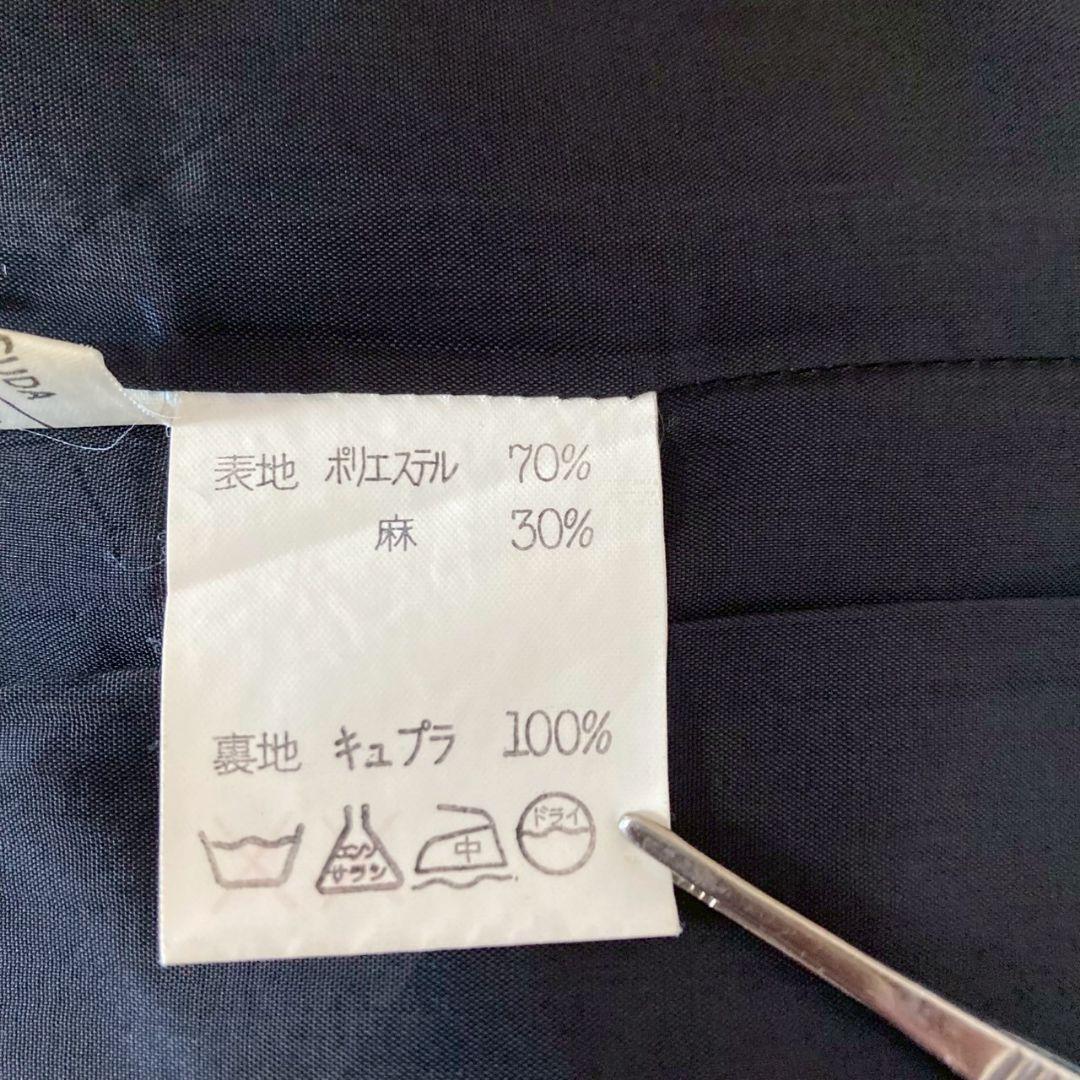 表地 ポリエステル 70%
麻 30%
裏地 キュプラ 100%
エンソ
サラシ
中
ドライ